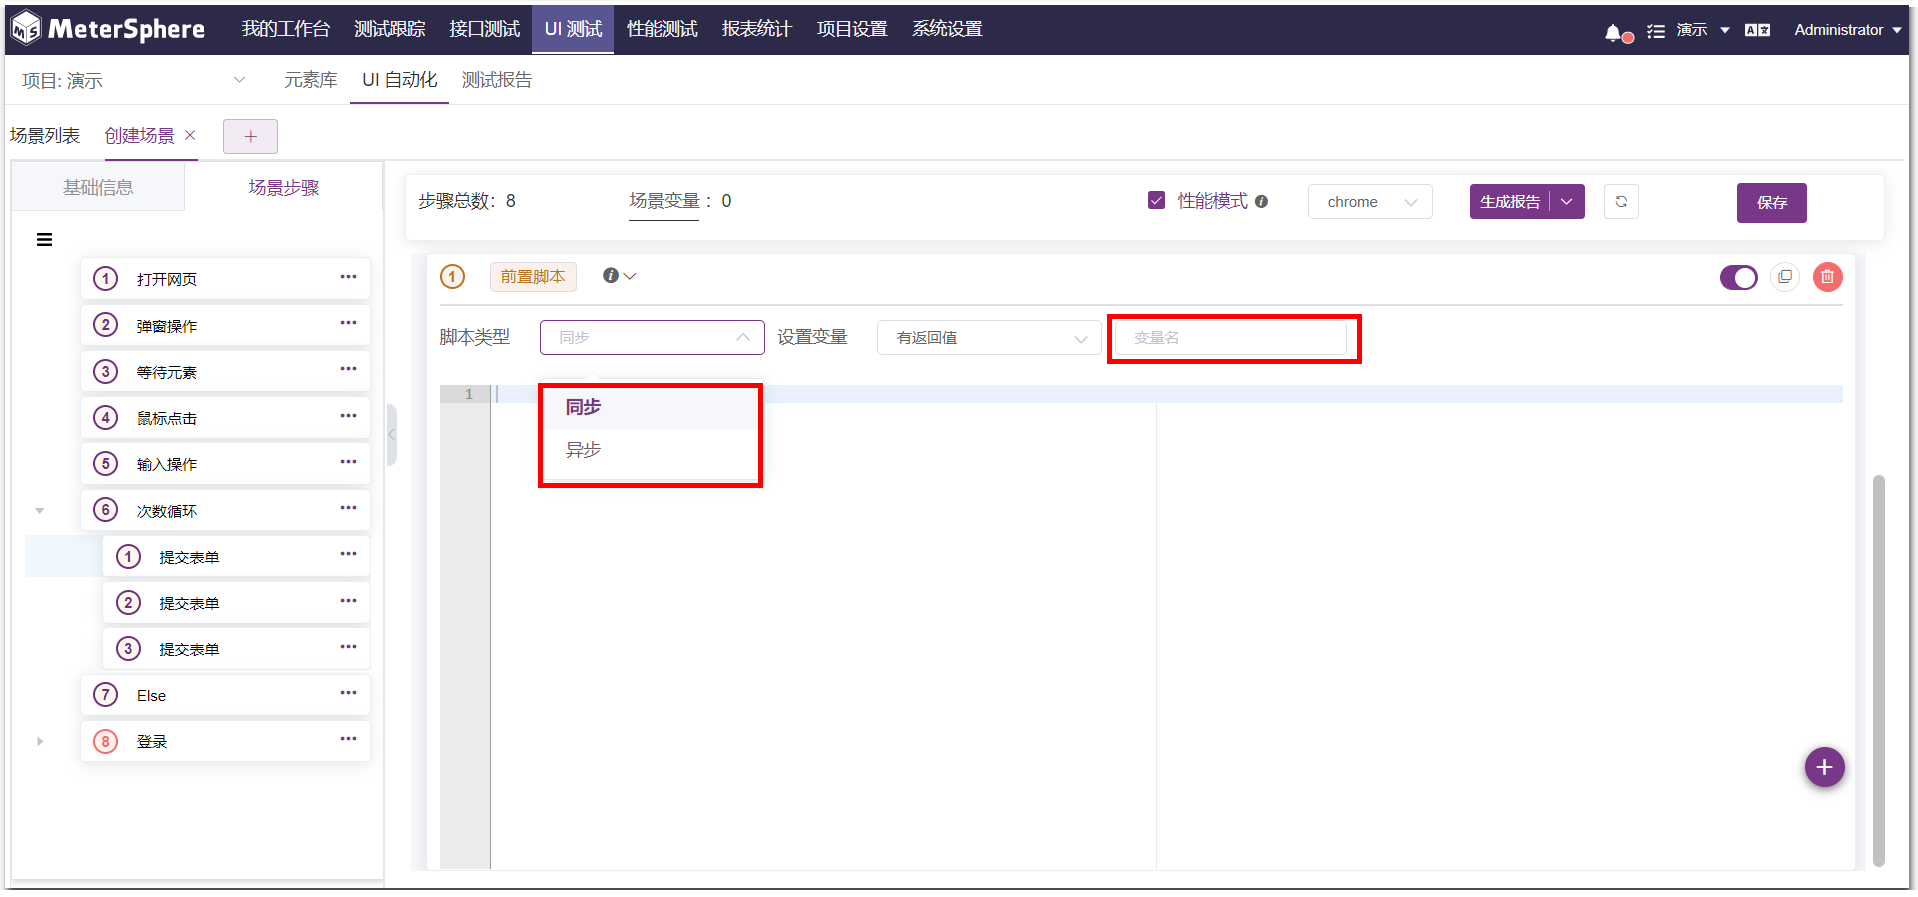 MeterSphere 我的工作台 测试跟踪 接口测试 UI 测试 性能测试 报表统计 项目设置 系统设置 演示 Administrator
项目: 演示 元素库 UI 自动化 测试报告
场景列表 创建场景 × +
基础信息 场景步骤
步骤总数: 8 场景变量 : 0 性能模式 chrome 生成报告 保存
1 打开网页 •••
2 弹窗操作 •••
3 等待元素 •••
4 鼠标点击 •••
5 输入操作 •••
6 次数循环 •••
1 提交表单 •••
2 提交表单 •••
3 提交表单 •••
7 Else •••
8 登录 •••
1 前置脚本
脚本类型 同步 设置变量 有返回值 变量名
1
同步
异步